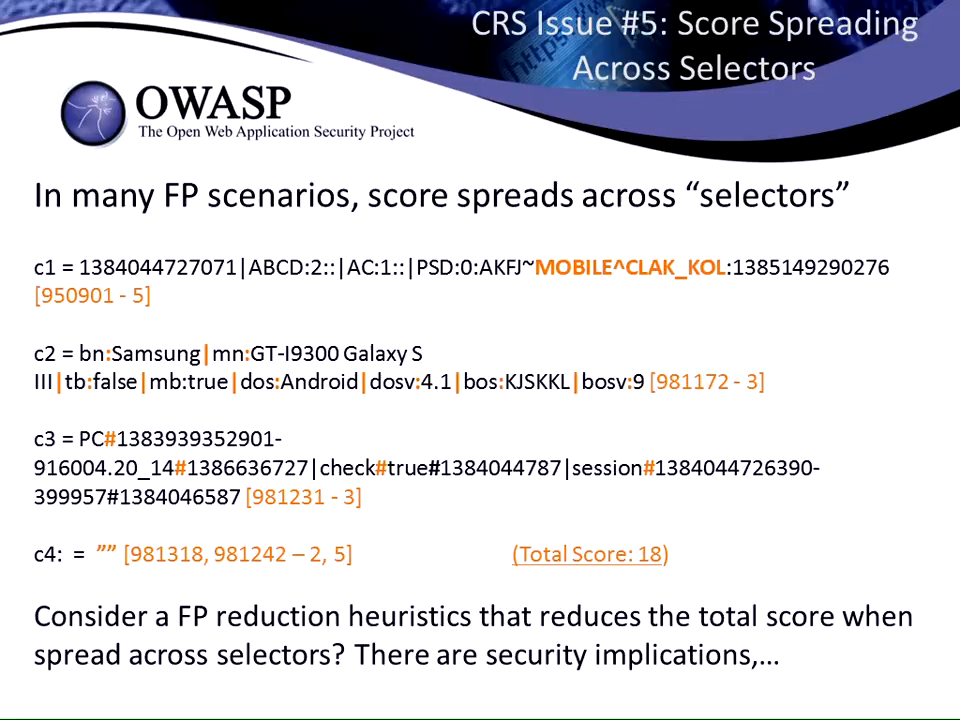 CRS Issue #5: Score Spreading
Across Selectors
OWASP
The Open Web Application Security Project
In many FP scenarios, score spreads across “selectors”
c1 = 1384044727071|ABCD:2::|AC:1::|PSD:0:AKFJ~MOBILE^CLAK_KOL:1385149290276
[950901 - 5]
c2 = bn:Samsung|mn:GT-I9300 Galaxy S
III|tb:false|mb:true|dos:Android|dosv:4.1|bos:KJSKKL|bosv:9 [981172 - 3]
c3 = PC#1383939352901-
916004.20_14#1386636727|check#true#1384044787|session#1384044726390-
399957#1384046587 [981231 - 3]
c4: = ”” [981318, 981242 – 2, 5] (Total Score: 18)
Consider a FP reduction heuristics that reduces the total score when
spread across selectors? There are security implications,…